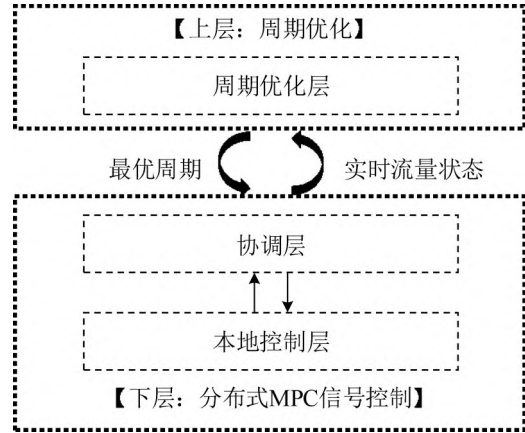 【上层：周期优化】
周期优化层
最优周期
实时流量状态
协调层
本地控制层
【下层：分布式MPC信号控制】